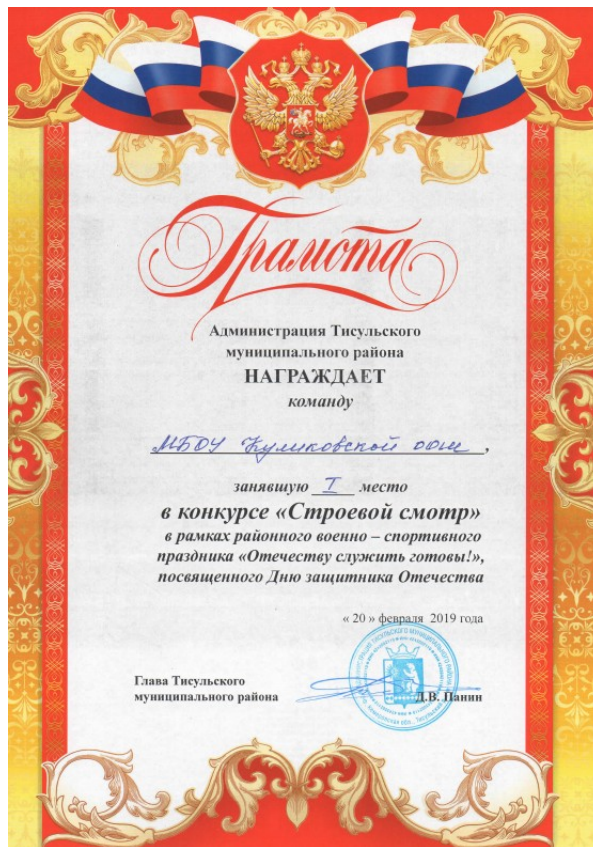 Грамота
Администрация Тисульского
муниципального района
НАГРАЖДАЕТ
команду
МБОУ Куликовской оош,
занявшую I место
в конкурсе «Строевой смотр»
в рамках районного военно – спортивного
праздника «Отечеству служить готовы!»,
посвященного Дню защитника Отечества
« 20 » февраля 2019 года
Глава Тисульского
муниципального района Д.В. Панин